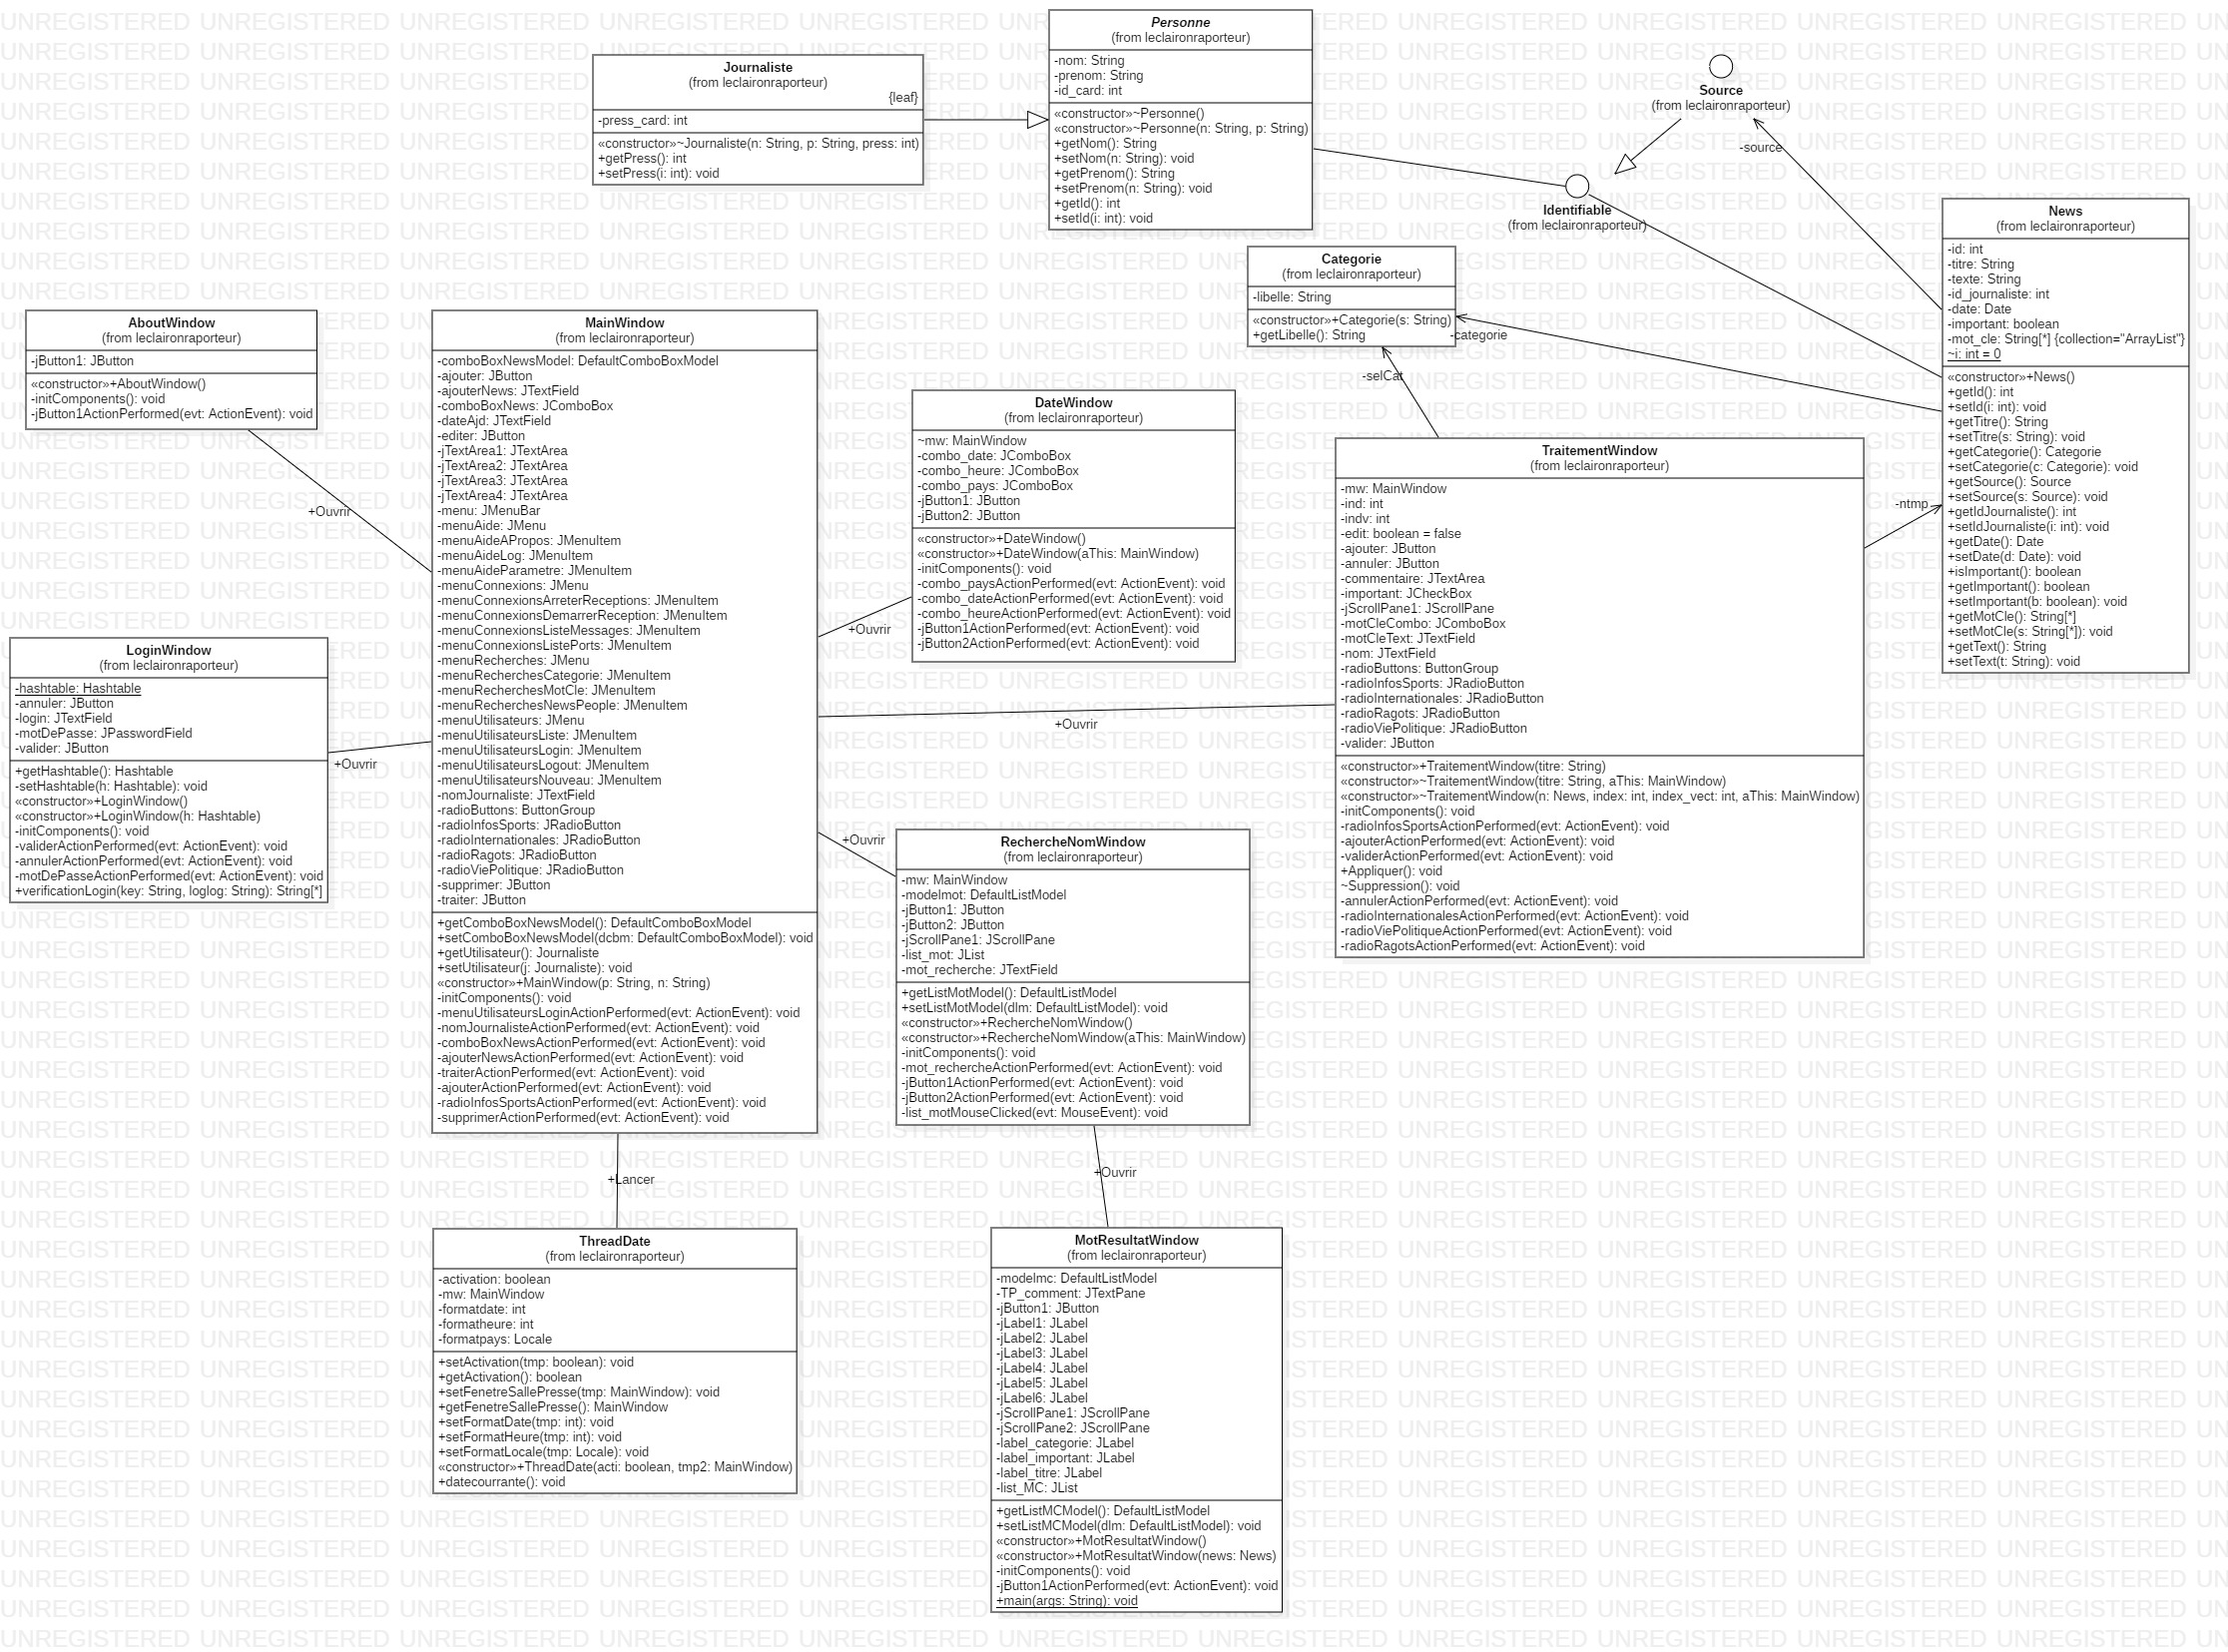 Personne
(from leclaironraporteur)
-nom: String
-prenom: String
-id_card: int
«constructor»~Personne()
«constructor»~Personne(n: String, p: String)
+getNom(): String
+setNom(n: String): void
+getPrenom(): String
+setPrenom(n: String): void
+getId(): int
+setId(i: int): void
Journaliste
(from leclaironraporteur)
{leaf}
-press_card: int
«constructor»~Journaliste(n: String, p: String, press: int)
+getPress(): int
+setPress(i: int): void
Source
(from leclaironraporteur)
-source
Identifiable
(from leclaironraporteur)
News
(from leclaironraporteur)
-id: int
-titre: String
-texte: String
-id_journaliste: int
-date: Date
-important: boolean
-mot_cle: String[*] {collection="ArrayList"}
~i: int = 0
«constructor»+News()
+getId(): int
+setId(i: int): void
+getTitre(): String
+setTitre(s: String): void
+getCategorie(): Categorie
+setCategorie(c: Categorie): void
+getSource(): Source
+setSource(s: Source): void
+getIdJournaliste(): int
+setIdJournaliste(i: int): void
+getDate(): Date
+setDate(d: Date): void
+isImportant(): boolean
+getImportant(): boolean
+setImportant(b: boolean): void
+getMotCle(): String[*]
+setMotCle(s: String[*]): void
+getText(): String
+setText(t: String): void
Categorie
(from leclaironraporteur)
-libelle: String
«constructor»+Categorie(s: String)
+getLibelle(): String
-categorie
-selCat
-ntmp
AboutWindow
(from leclaironraporteur)
-jButton1: JButton
«constructor»+AboutWindow()
-initComponents(): void
-jButton1ActionPerformed(evt: ActionEvent): void
+Ouvrir
MainWindow
(from leclaironraporteur)
-comboBoxNewsModel: DefaultComboBoxModel
-ajouter: JButton
-ajouterNews: JTextField
-comboBoxNews: JComboBox
-dateAjd: JTextField
-editer: JButton
-jTextArea1: JTextArea
-jTextArea2: JTextArea
-jTextArea3: JTextArea
-jTextArea4: JTextArea
-menu: JMenuBar
-menuAide: JMenu
-menuAideAPropos: JMenuItem
-menuAideLog: JMenuItem
-menuAideParametre: JMenuItem
-menuConnexions: JMenu
-menuConnexionsArreterReceptions: JMenuItem
-menuConnexionsDemarrerReception: JMenuItem
-menuConnexionsListeMessages: JMenuItem
-menuConnexionsListePorts: JMenuItem
-menuRecherches: JMenu
-menuRecherchesCategorie: JMenuItem
-menuRecherchesMotCle: JMenuItem
-menuRecherchesNewsPeople: JMenuItem
-menuUtilisateurs: JMenu
-menuUtilisateursListe: JMenuItem
-menuUtilisateursLogin: JMenuItem
-menuUtilisateursLogout: JMenuItem
-menuUtilisateursNouveau: JMenuItem
-nomJournaliste: JTextField
-radioButtons: ButtonGroup
-radioInfosSports: JRadioButton
-radioInternationales: JRadioButton
-radioRagots: JRadioButton
-radioViePolitique: JRadioButton
-supprimer: JButton
-traiter: JButton
+getComboBoxNewsModel(): DefaultComboBoxModel
+setComboBoxNewsModel(dcbm: DefaultComboBoxModel): void
+getUtilisateur(): Journaliste
+setUtilisateur(j: Journaliste): void
«constructor»+MainWindow(p: String, n: String)
-initComponents(): void
-menuUtilisateursLoginActionPerformed(evt: ActionEvent): void
-nomJournalisteActionPerformed(evt: ActionEvent): void
-comboBoxNewsActionPerformed(evt: ActionEvent): void
-ajouterNewsActionPerformed(evt: ActionEvent): void
-traiterActionPerformed(evt: ActionEvent): void
-ajouterActionPerformed(evt: ActionEvent): void
-radioInfosSportsActionPerformed(evt: ActionEvent): void
-supprimerActionPerformed(evt: ActionEvent): void
DateWindow
(from leclaironraporteur)
~mw: MainWindow
-combo_date: JComboBox
-combo_heure: JComboBox
-combo_pays: JComboBox
-jButton1: JButton
-jButton2: JButton
«constructor»+DateWindow()
«constructor»+DateWindow(aThis: MainWindow)
-initComponents(): void
-combo_paysActionPerformed(evt: ActionEvent): void
-combo_dateActionPerformed(evt: ActionEvent): void
-combo_heureActionPerformed(evt: ActionEvent): void
-jButton1ActionPerformed(evt: ActionEvent): void
-jButton2ActionPerformed(evt: ActionEvent): void
+Ouvrir
TraitementWindow
(from leclaironraporteur)
-mw: MainWindow
-ind: int
-indv: int
-edit: boolean = false
-ajouter: JButton
-annuler: JButton
-commentaire: JTextArea
-important: JCheckBox
-jScrollPane1: JScrollPane
-motCleCombo: JComboBox
-motCleText: JTextField
-nom: JTextField
-radioButtons: ButtonGroup
-radioInfosSports: JRadioButton
-radioInternationales: JRadioButton
-radioRagots: JRadioButton
-radioViePolitique: JRadioButton
-valider: JButton
«constructor»+TraitementWindow(titre: String)
«constructor»~TraitementWindow(titre: String, aThis: MainWindow)
«constructor»~TraitementWindow(n: News, index: int, index_vect: int, aThis: MainWindow)
-initComponents(): void
-radioInfosSportsActionPerformed(evt: ActionEvent): void
-ajouterActionPerformed(evt: ActionEvent): void
-validerActionPerformed(evt: ActionEvent): void
+Appliquer(): void
~Suppression(): void
-annulerActionPerformed(evt: ActionEvent): void
-radioInternationalesActionPerformed(evt: ActionEvent): void
-radioViePolitiqueActionPerformed(evt: ActionEvent): void
-radioRagotsActionPerformed(evt: ActionEvent): void
+Ouvrir
LoginWindow
(from leclaironraporteur)
-hashtable: Hashtable
-annuler: JButton
-login: JTextField
-motDePasse: JPasswordField
-valider: JButton
+getHashtable(): Hashtable
-setHashtable(h: Hashtable): void
«constructor»+LoginWindow()
«constructor»+LoginWindow(h: Hashtable)
-initComponents(): void
-validerActionPerformed(evt: ActionEvent): void
-annulerActionPerformed(evt: ActionEvent): void
-motDePasseActionPerformed(evt: ActionEvent): void
+verificationLogin(key: String, loglog: String): String[*]
+Ouvrir
+Ouvrir
RechercheNomWindow
(from leclaironraporteur)
-mw: MainWindow
-modelmot: DefaultListModel
-jButton1: JButton
-jButton2: JButton
-jScrollPane1: JScrollPane
-list_mot: JList
-mot_recherche: JTextField
+getListMotModel(): DefaultListModel
+setListMotModel(dlm: DefaultListModel): void
«constructor»+RechercheNomWindow()
«constructor»+RechercheNomWindow(aThis: MainWindow)
-initComponents(): void
-mot_rechercheActionPerformed(evt: ActionEvent): void
-jButton1ActionPerformed(evt: ActionEvent): void
-jButton2ActionPerformed(evt: ActionEvent): void
-list_motMouseClicked(evt: MouseEvent): void
+Lancer
+Ouvrir
ThreadDate
(from leclaironraporteur)
-activation: boolean
-mw: MainWindow
-formatdate: int
-formatheure: int
-formatpays: Locale
+setActivation(tmp: boolean): void
+getActivation(): boolean
+setFenetreSallePresse(tmp: MainWindow): void
+getFenetreSallePresse(): MainWindow
+setFormatDate(tmp: int): void
+setFormatHeure(tmp: int): void
+setFormatLocale(tmp: Locale): void
«constructor»+ThreadDate(acti: boolean, tmp2: MainWindow)
+datecourrante(): void
MotResultatWindow
(from leclaironraporteur)
-modelmc: DefaultListModel
-TP_comment: JTextPane
-jButton1: JButton
-jLabel1: JLabel
-jLabel2: JLabel
-jLabel3: JLabel
-jLabel4: JLabel
-jLabel5: JLabel
-jLabel6: JLabel
-jScrollPane1: JScrollPane
-jScrollPane2: JScrollPane
-label_categorie: JLabel
-label_important: JLabel
-label_titre: JLabel
-list_MC: JList
+getListMCModel(): DefaultListModel
+setListMCModel(dlm: DefaultListModel): void
«constructor»+MotResultatWindow()
«constructor»+MotResultatWindow(news: News)
-initComponents(): void
-jButton1ActionPerformed(evt: ActionEvent): void
+main(args: String): void